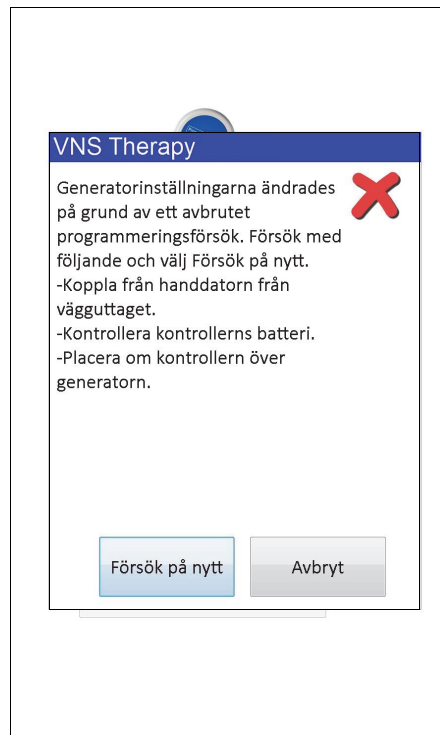 VNS Therapy
Generatorinställningarna ändrades
på grund av ett avbrutet
programmeringsförsök. Försök med
följande och välj Försök på nytt.
-Koppla från handdatorn från
vägguttaget.
-Kontrollera kontrollerns batteri.
-Placera om kontrollern över
generatorn.
Försök på nytt
Avbryt